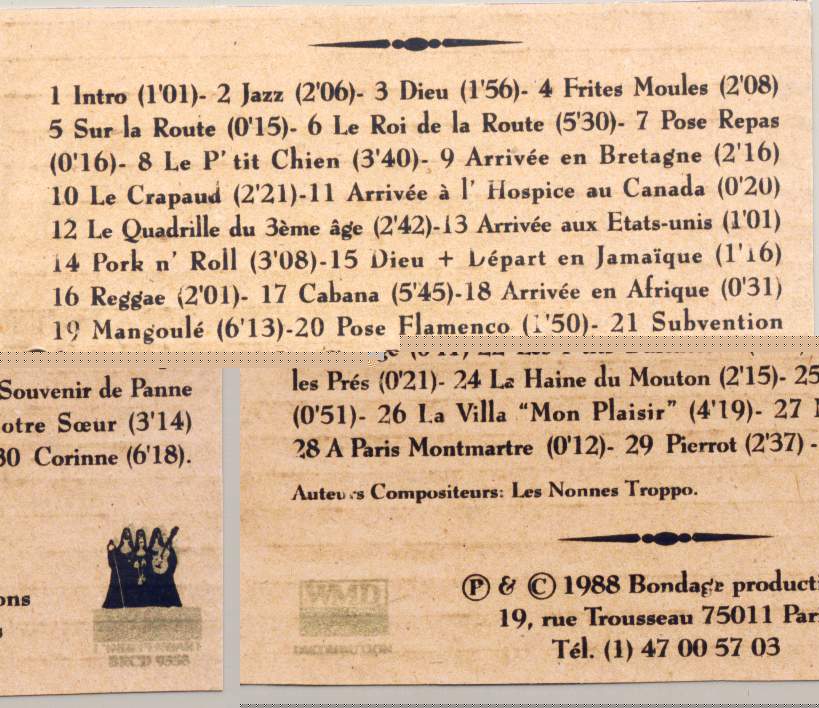 1 Intro (1'01)- 2 Jazz (2'06)- 3 Dieu (1'56)- 4 Frites Moules (2'08)
5 Sur la Route (0'15)- 6 Le Roi de la Route (5'30)- 7 Pose Repas
(0'16)- 8 Le P' tit Chien (3'40)- 9 Arrivée en Bretagne (2'16)
10 Le Crapaud (2'21)-11 Arrivée à l' Hospice au Canada (0'20)
12 Le Quadrille du 3ème âge (2'42)-13 Arrivée aux Etats-unis (1'01)
14 Pork n' Roll (3'08)-15 Dieu + Départ en Jamaïque (1'16)
16 Reggae (2'01)- 17 Cabana (5'45)-18 Arrivée en Afrique (0'31)
19 Mangoulé (6'13)-20 Pose Flamenco (1'50)- 21 Subvention
les Prés (0'21)- 24 La Haine du Mouton (2'15)- 25
(0'51)- 26 La Villa "Mon Plaisir" (4'19)- 27
28 A Paris Montmartre (0'12)- 29 Pierrot (2'37) -
Auteurs Compositeurs: Les Nonnes Troppo.
Ⓟ & © 1988 Bondage producti
19, rue Trousseau 75011 Par
Tél. (1) 47 00 57 03
WMD
Souvenir de Panne
otre Sœur (3'14)
30 Corinne (6'18).
ons